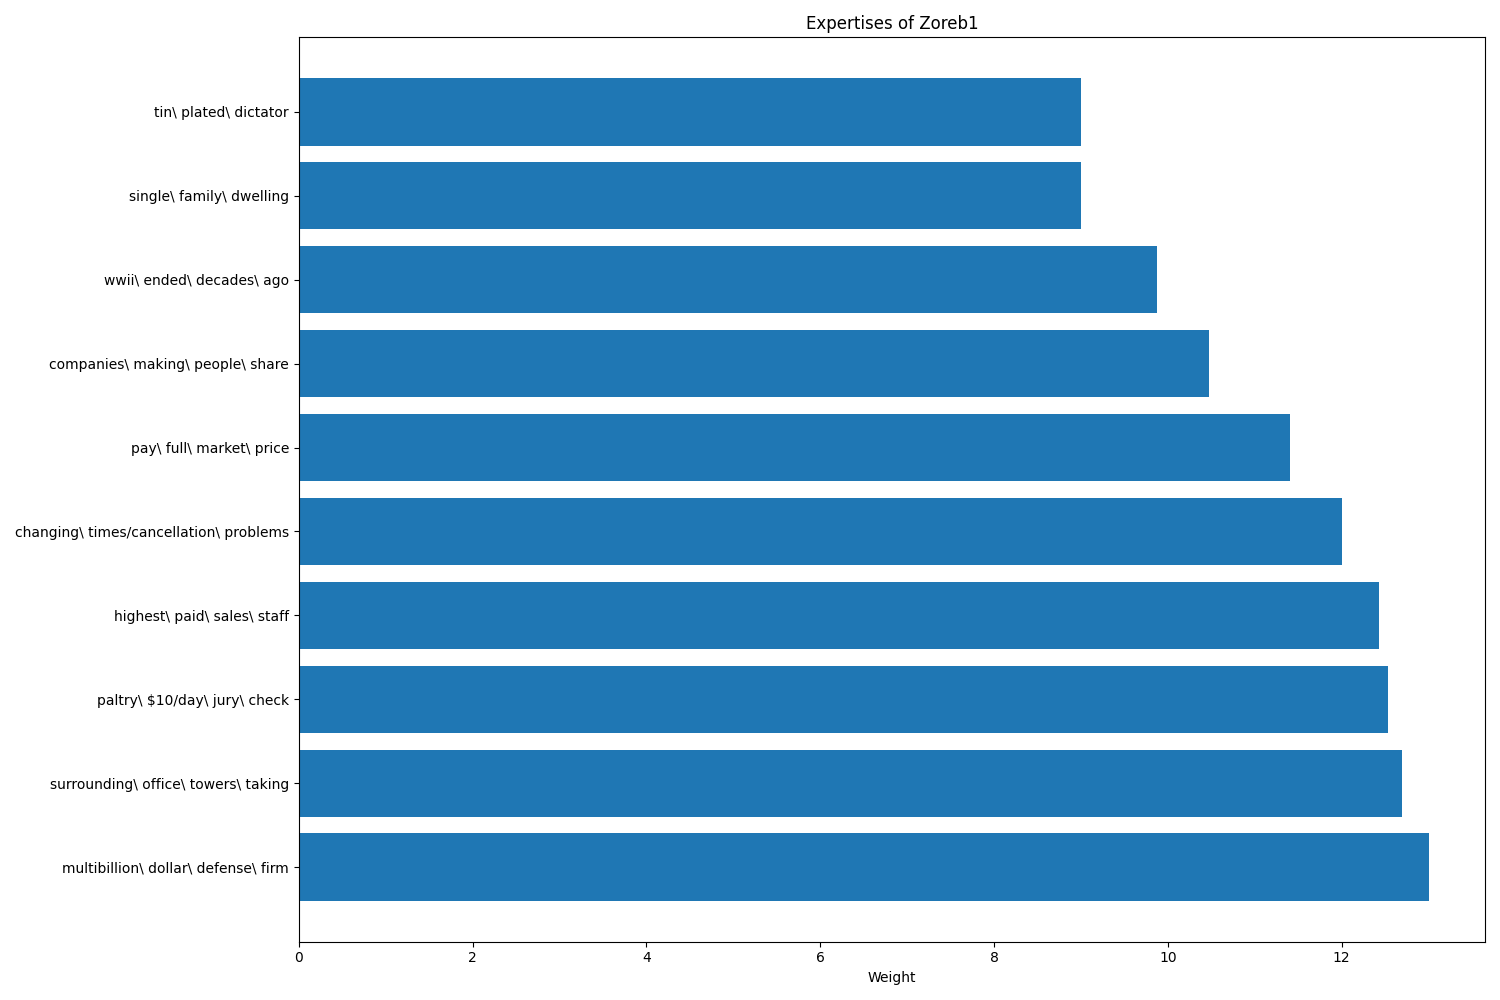 Expertises of Zoreb1
tin\ plated\ dictator
single\ family\ dwelling
wwii\ ended\ decades\ ago
companies\ making\ people\ share
pay\ full\ market\ price
changing\ times/cancellation\ problems
highest\ paid\ sales\ staff
paltry\ $10/day\ jury\ check
surrounding\ office\ towers\ taking
multibillion\ dollar\ defense\ firm
0 2 4 6 8 10 12
Weight